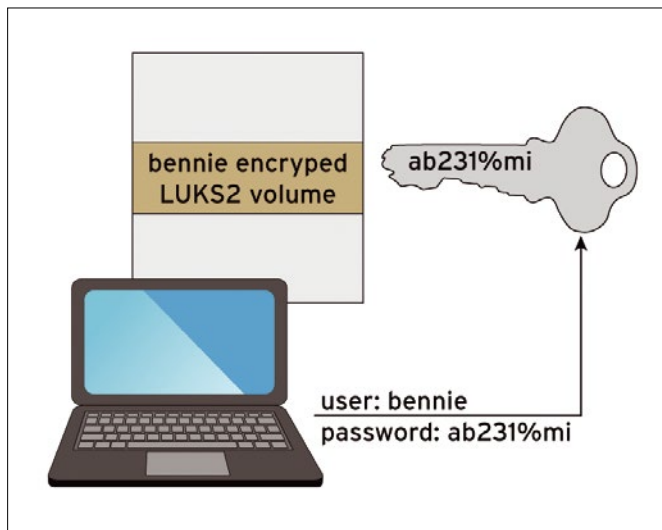 bennie encryped
LUKS2 volume
ab231%mi
user: bennie
password: ab231%mi